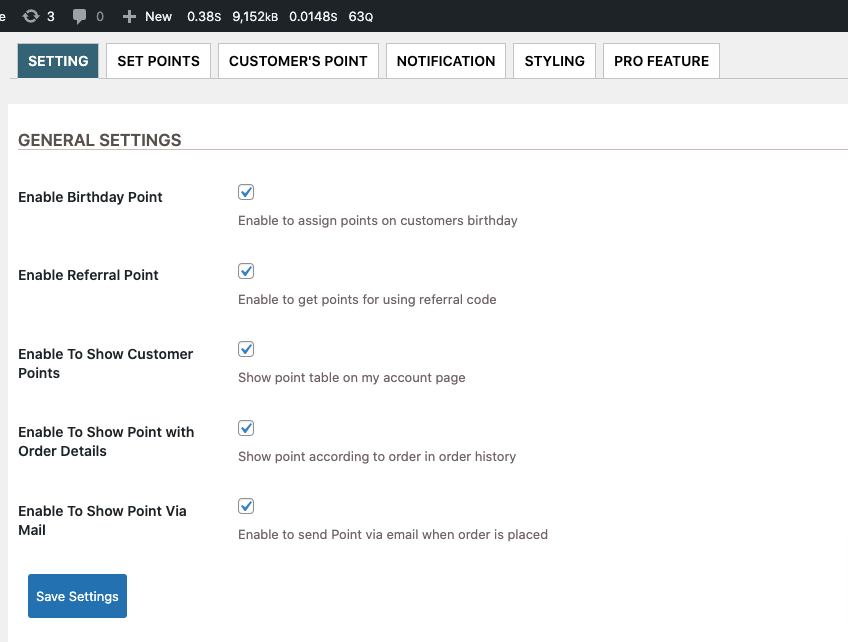 e 3 0 New 0.38S 9,152KB 0.0148S 63Q
SETTING SET POINTS CUSTOMER'S POINT NOTIFICATION STYLING PRO FEATURE
GENERAL SETTINGS
Enable Birthday Point
Enable to assign points on customers birthday
Enable Referral Point
Enable to get points for using referral code
Enable To Show Customer
Points
Show point table on my account page
Enable To Show Point with
Order Details
Show point according to order in order history
Enable To Show Point Via
Mail
Enable to send Point via email when order is placed
Save Settings